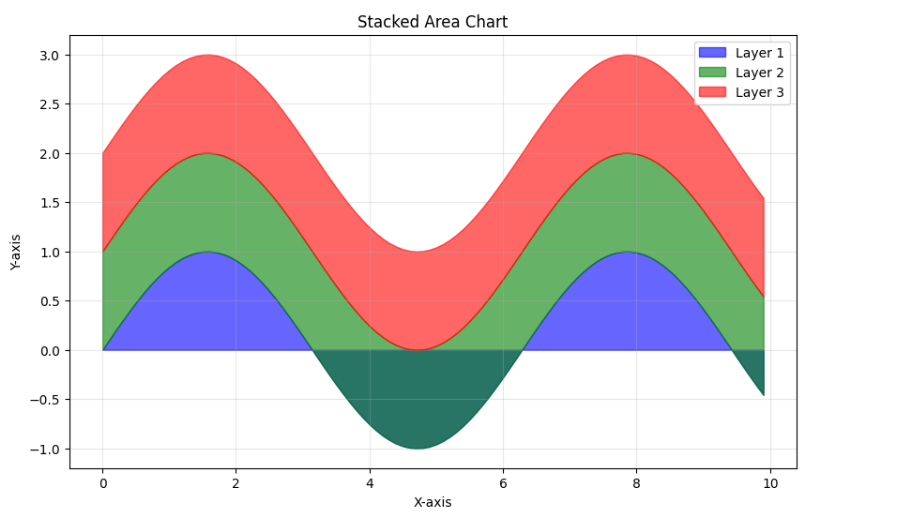 Stacked Area Chart
Layer 1
Layer 2
Layer 3
Y-axis
3.0
2.5
2.0
1.5
1.0
0.5
0.0
−0.5
−1.0
0 2 4 6 8 10
X-axis